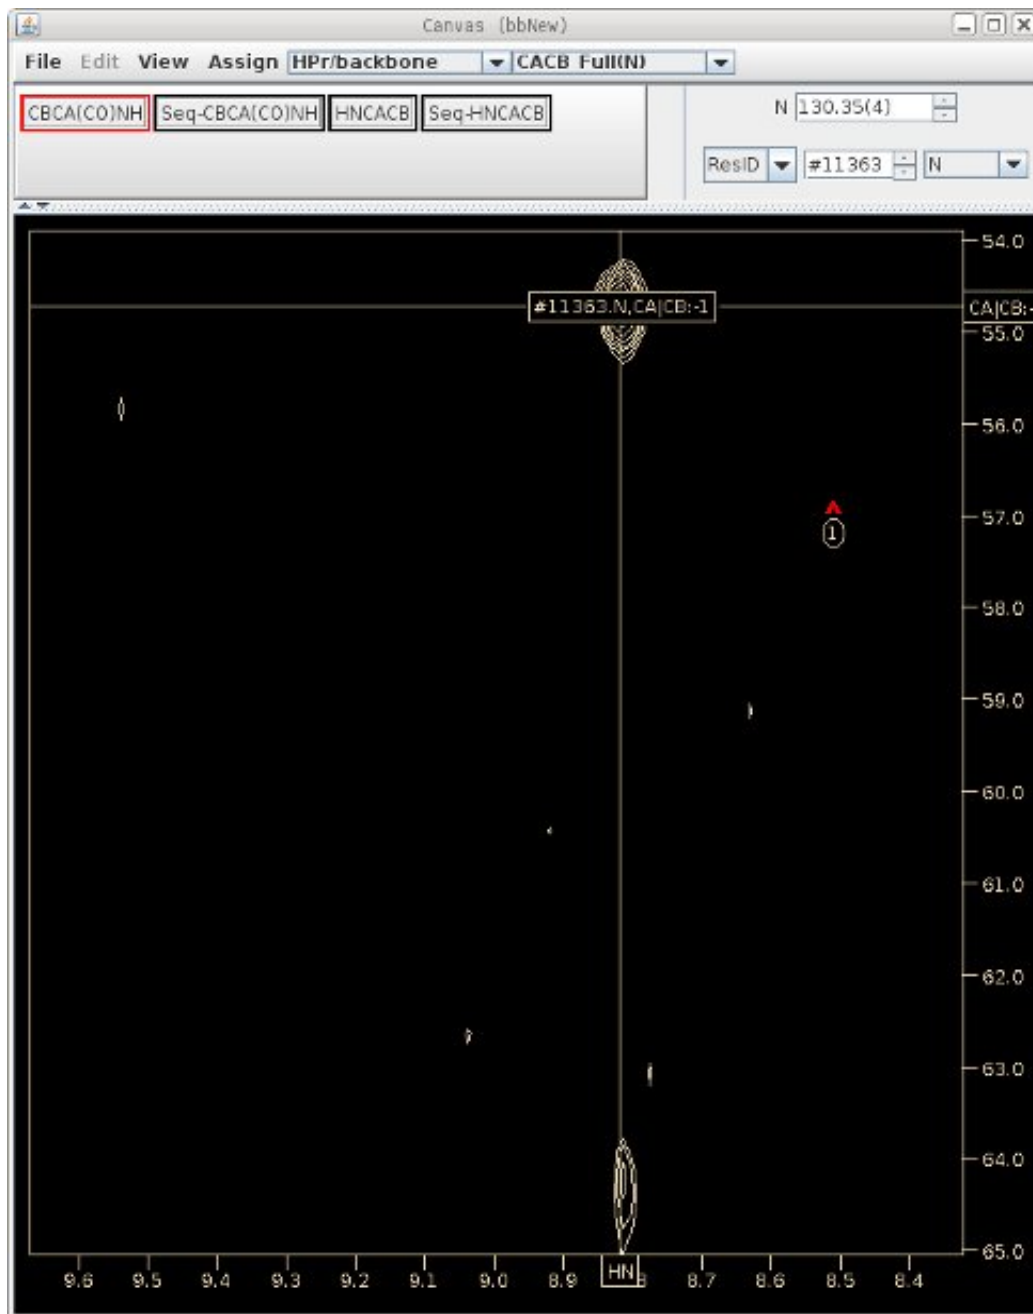 Canvas (bbNew)
File Edit View Assign HPr/backbone CACB Full(N)
CBCA(CO)NH Seq-CBCA(CO)NH HNCACB Seq-HNCACB
N 130.35(4)
ResID #11363 N
54.0
#11363.N,CA|CB:-1 CA|CB:-
55.0
56.0
57.0
1
58.0
59.0
60.0
61.0
62.0
63.0
64.0
65.0
9.6 9.5 9.4 9.3 9.2 9.1 9.0 8.9 HN 8 8.7 8.6 8.5 8.4